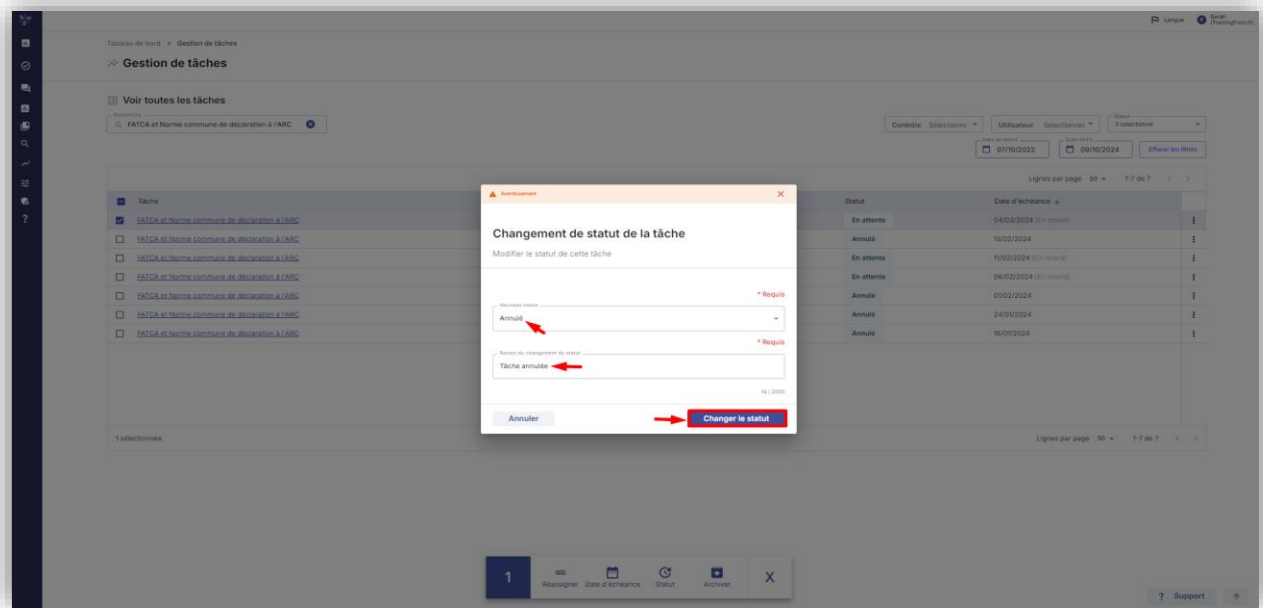 Langue
Sarah
(TrainingFrench)
Tableau de bord > Gestion de tâches
Gestion de tâches
Voir toutes les tâches
Recherche
FATCA et Norme commune de déclaration à l'ARC
Contrôle Sélectionne
Utilisateur Sélectionner
Statut
3 sélectionné
07/10/2022
Date de fin
09/10/2024
Effacer les filtres
Lignes par page 50 1-7 de 7
Tâche Statut Date d'échéance
FATCA et Norme commune de déclaration à l'ARC En attente 04/03/2024 (En retard)
FATCA et Norme commune de déclaration à l'ARC Annulé 15/02/2024
FATCA et Norme commune de déclaration à l'ARC En attente 11/02/2024 (En retard)
FATCA et Norme commune de déclaration à l'ARC En attente 06/02/2024 (En retard)
FATCA et Norme commune de déclaration à l'ARC Annulé 01/02/2024
FATCA et Norme commune de déclaration à l'ARC Annulé 24/01/2024
FATCA et Norme commune de déclaration à l'ARC Annulé 16/01/2024
Avertissement
Changement de statut de la tâche
Modifier le statut de cette tâche
* Requis
Nouveau statut
Annulé
* Requis
Raison du changement de statut
Tâche annulée
14 / 2000
Annuler Changer le statut
1 sélectionnée
Lignes par page 50 1-7 de 7
1 Réassigner Date d'échéance Statut Archiver X
? Support